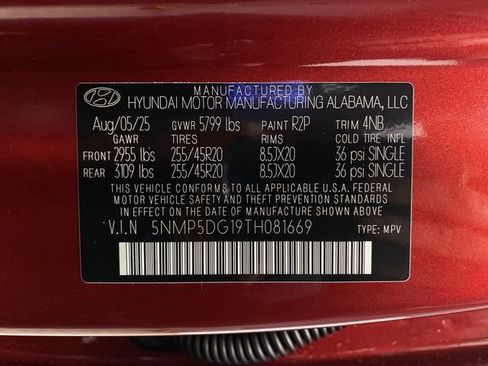 MANUFACTURED BY
HYUNDAI MOTOR MANUFACTURING ALABAMA, LLC
Aug/05/25 GVWR 5799 lbs PAINT R2P TRIM 4NB
GAWR TIRES RIMS COLD TIRE INFL
FRONT 2955 lbs 255/45R20 8.5JX20 36 psi SINGLE
REAR 3109 lbs 255/45R20 8.5JX20 36 psi SINGLE
THIS VEHICLE CONFORMS TO ALL APPLICABLE U.S.A. FEDERAL
MOTOR VEHICLE SAFETY AND THEFT PREVENTION STANDARDS
IN EFFECT ON THE DATE OF MANUFACTURE SHOWN ABOVE.
V.I.N 5NMP5DG19TH081669
TYPE: MPV